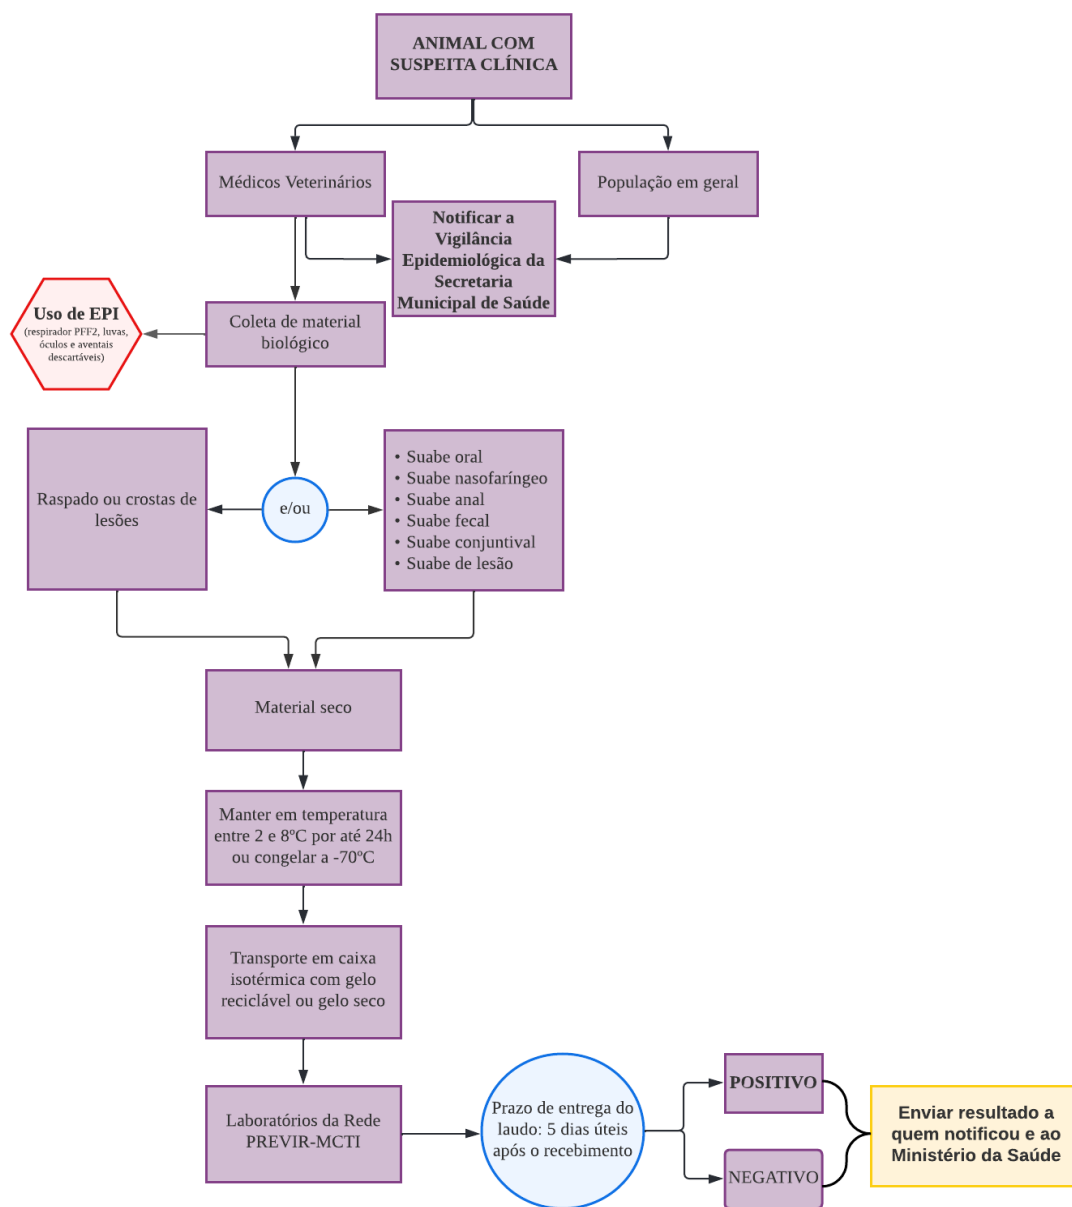 ANIMAL COM
SUSPEITA CLÍNICA
Médicos Veterinários
População em geral
Notificar a
Vigilância
Epidemiológica da
Secretaria
Municipal de Saúde
Uso de EPI
(respirador PFF2, luvas,
óculos e aventais
descartáveis)
Coleta de material
biológico
Raspado ou crostas de
lesões
e/ou
• Suabe oral
• Suabe nasofaríngeo
• Suabe anal
• Suabe fecal
• Suabe conjuntival
• Suabe de lesão
Material seco
Manter em temperatura
entre 2 e 8ºC por até 24h
ou congelar a -70ºC
Transporte em caixa
isotérmica com gelo
reciclável ou gelo seco
Laboratórios da Rede
PREVIR-MCTI
Prazo de entrega do
laudo: 5 dias úteis
após o recebimento
POSITIVO
NEGATIVO
Enviar resultado a
quem notificou e ao
Ministério da Saúde